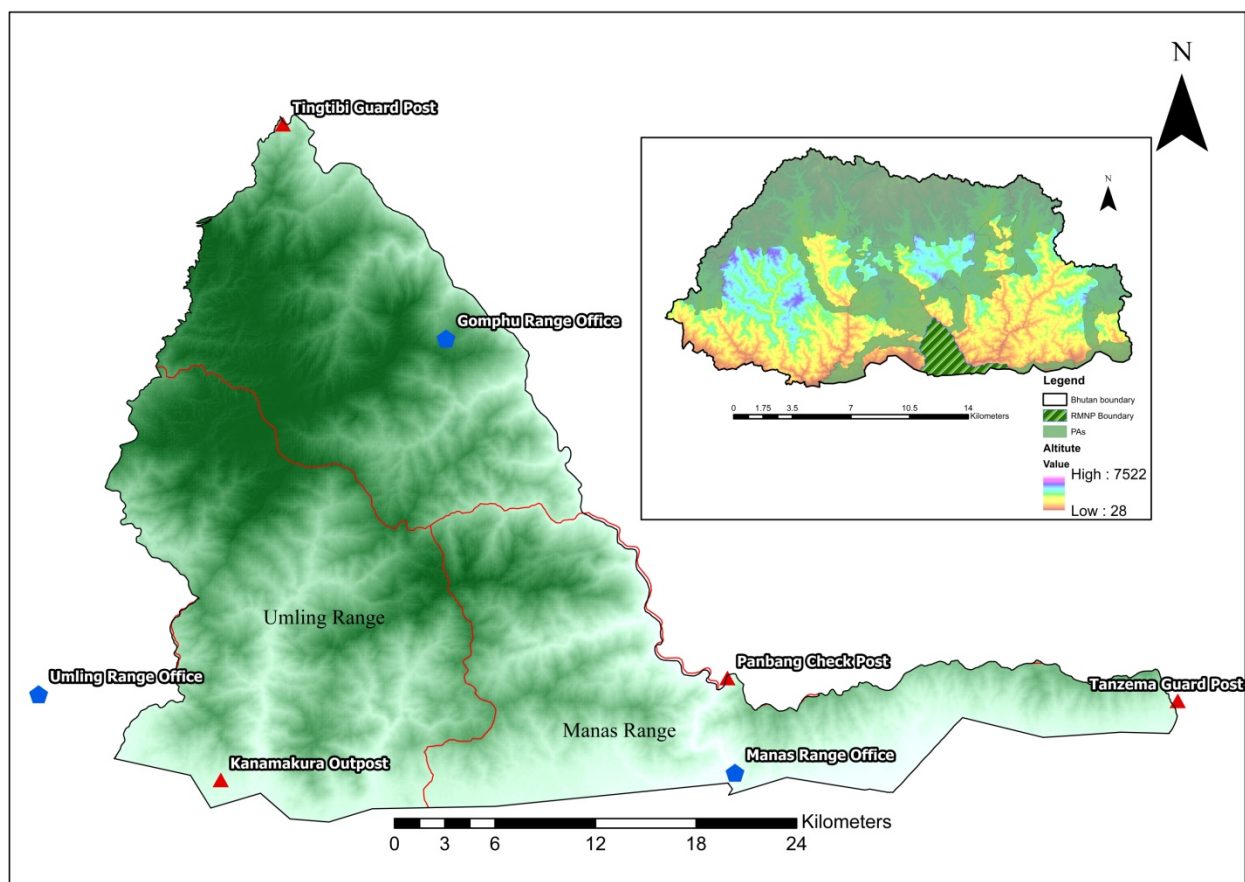 N
Tingtibi Guard Post
Gomphu Range Office
Umling Range
Umling Range Office
Kanamakura Outpost
Manas Range
Panbang Check Post
Tanzema Guard Post
Manas Range Office
Kilometers
0 3 6 12 18 24
N
0 1.75 3.5 7 10.5 14
Kilometers
Legend
Bhutan boundary
RMNP Boundary
PAs
Altitute
Value
High : 7522
Low : 28